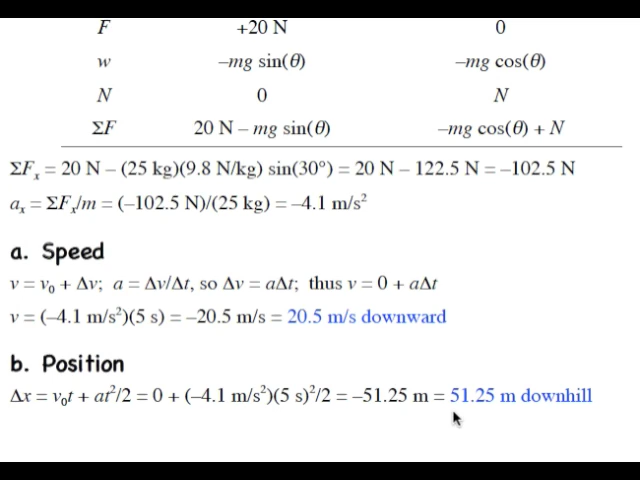 F +20 N 0
w –mg sin(θ) –mg cos(θ)
N 0 N
ΣF 20 N – mg sin(θ) –mg cos(θ) + N
ΣFₓ = 20 N – (25 kg)(9.8 N/kg) sin(30°) = 20 N – 122.5 N = –102.5 N
aₓ = ΣFₓ/m = (–102.5 N)/(25 kg) = –4.1 m/s²
a. Speed
v = v₀ + Δv; a = Δv/Δt, so Δv = aΔt; thus v = 0 + aΔt
v = (–4.1 m/s²)(5 s) = –20.5 m/s = 20.5 m/s downward
b. Position
Δx = v₀t + at²/2 = 0 + (–4.1 m/s²)(5 s)²/2 = –51.25 m = 51.25 m downhill